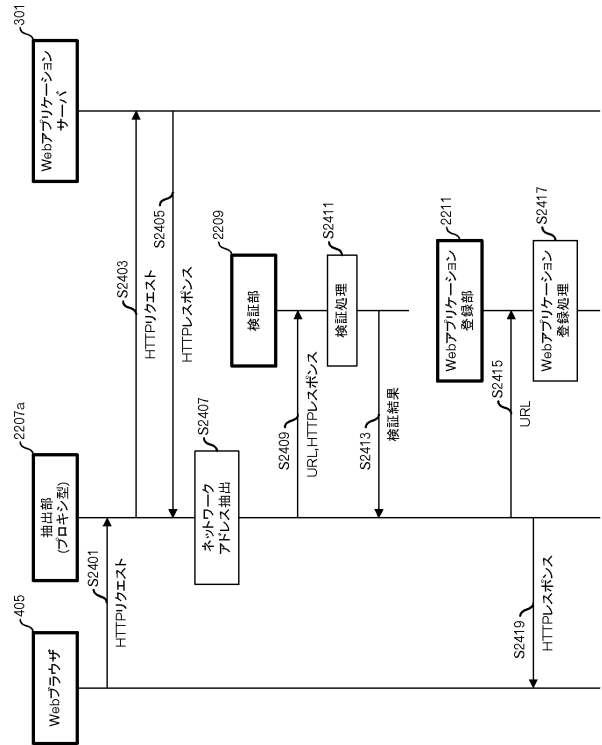 405
Webブラウザ
2207a
抽出部
(プロキシ型)
301
Webアプリケーション
サーバ
S2401
HTTPリクエスト
S2403
HTTPリクエスト
S2405
HTTPレスポンス
S2407
ネットワーク
アドレス抽出
2209
検証部
S2409
URL,HTTPレスポンス
S2411
検証処理
S2413
検証結果
2211
Webアプリケーション
登録部
S2415
URL
S2417
Webアプリケーション
登録処理
S2419
HTTPレスポンス